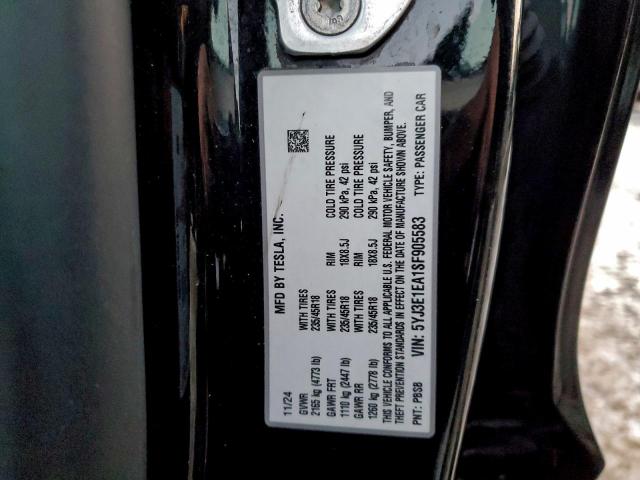 MFD BY TESLA, INC.
11/24
GVWR WITH TIRES RIM COLD TIRE PRESSURE
2165 kg (4773 lb) 235/45R18
GAWR FRT WITH TIRES RIM COLD TIRE PRESSURE
1110 kg (2447 lb) 235/45R18 18X8.5J 290 kPa, 42 psi
GAWR RR WITH TIRES RIM COLD TIRE PRESSURE
1260 kg (2778 lb) 235/45R18 18X8.5J 290 kPa, 42 psi
THIS VEHICLE CONFORMS TO ALL APPLICABLE U.S. FEDERAL MOTOR VEHICLE SAFETY, BUMPER, AND
THEFT PREVENTION STANDARDS IN EFFECT ON THE DATE OF MANUFACTURE SHOWN ABOVE.
PNT: PBSB VIN: 5YJ3E1EA1SF905583 TYPE: PASSENGER CAR